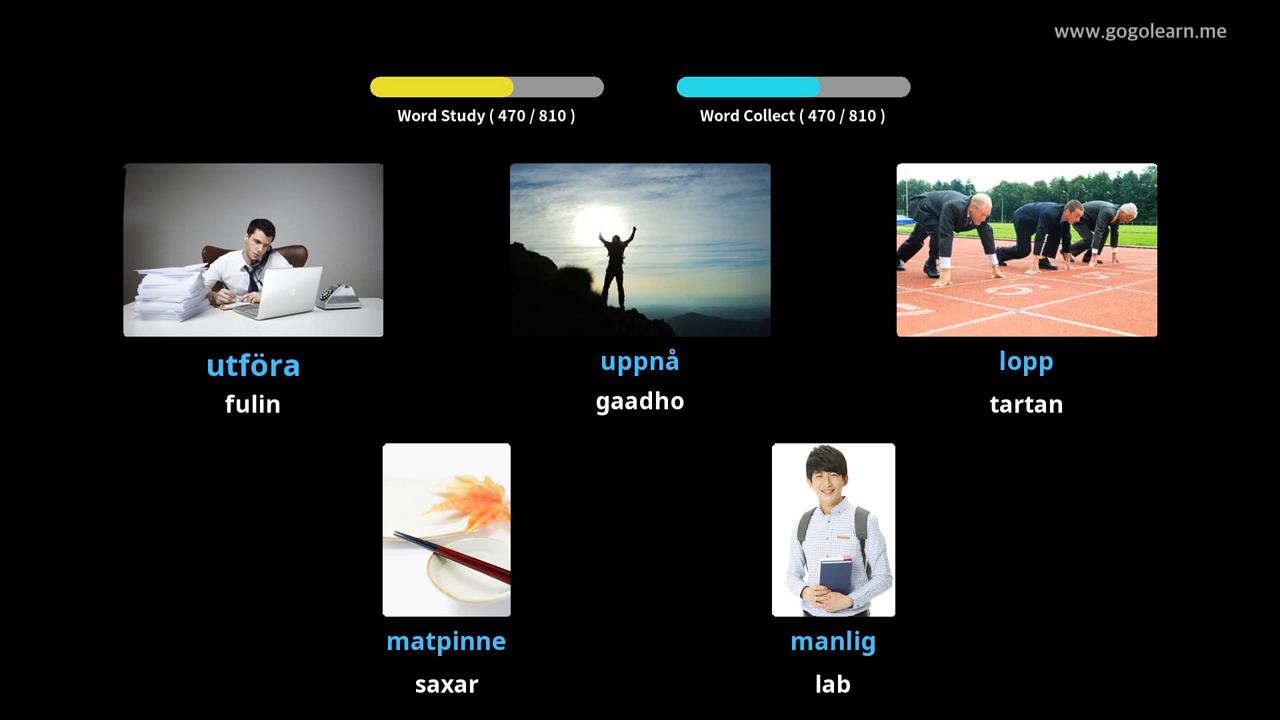 www.gogolearn.me
Word Study ( 470 / 810 )
Word Collect ( 470 / 810 )
utföra
fulin
uppnå
gaadho
lopp
tartan
matpinne
saxar
manlig
lab